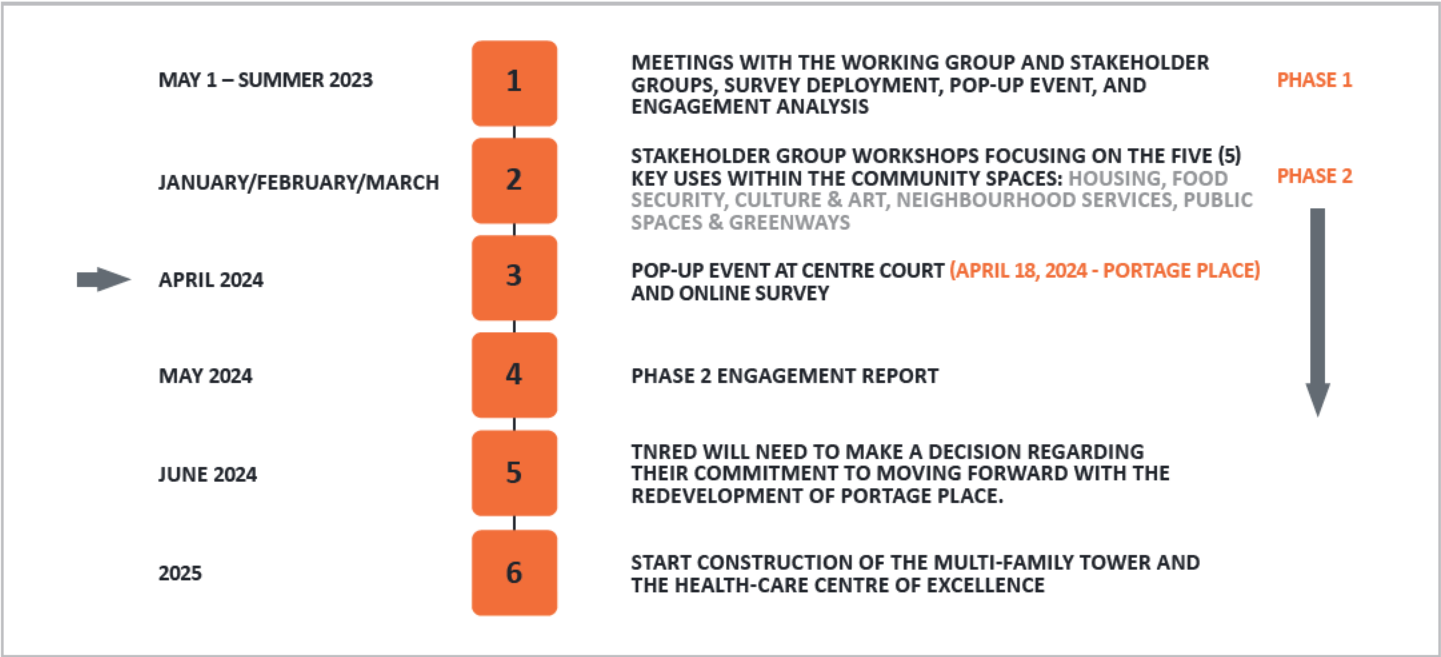 MAY 1 – SUMMER 2023
1
MEETINGS WITH THE WORKING GROUP AND STAKEHOLDER
GROUPS, SURVEY DEPLOYMENT, POP-UP EVENT, AND
ENGAGEMENT ANALYSIS
PHASE 1
JANUARY/FEBRUARY/MARCH
2
STAKEHOLDER GROUP WORKSHOPS FOCUSING ON THE FIVE (5)
KEY USES WITHIN THE COMMUNITY SPACES: HOUSING, FOOD
SECURITY, CULTURE & ART, NEIGHBOURHOOD SERVICES, PUBLIC
SPACES & GREENWAYS
PHASE 2
APRIL 2024
3
POP-UP EVENT AT CENTRE COURT (APRIL 18, 2024 - PORTAGE PLACE)
AND ONLINE SURVEY
MAY 2024
4
PHASE 2 ENGAGEMENT REPORT
JUNE 2024
5
TNRED WILL NEED TO MAKE A DECISION REGARDING
THEIR COMMITMENT TO MOVING FORWARD WITH THE
REDEVELOPMENT OF PORTAGE PLACE.
2025
6
START CONSTRUCTION OF THE MULTI-FAMILY TOWER AND
THE HEALTH-CARE CENTRE OF EXCELLENCE